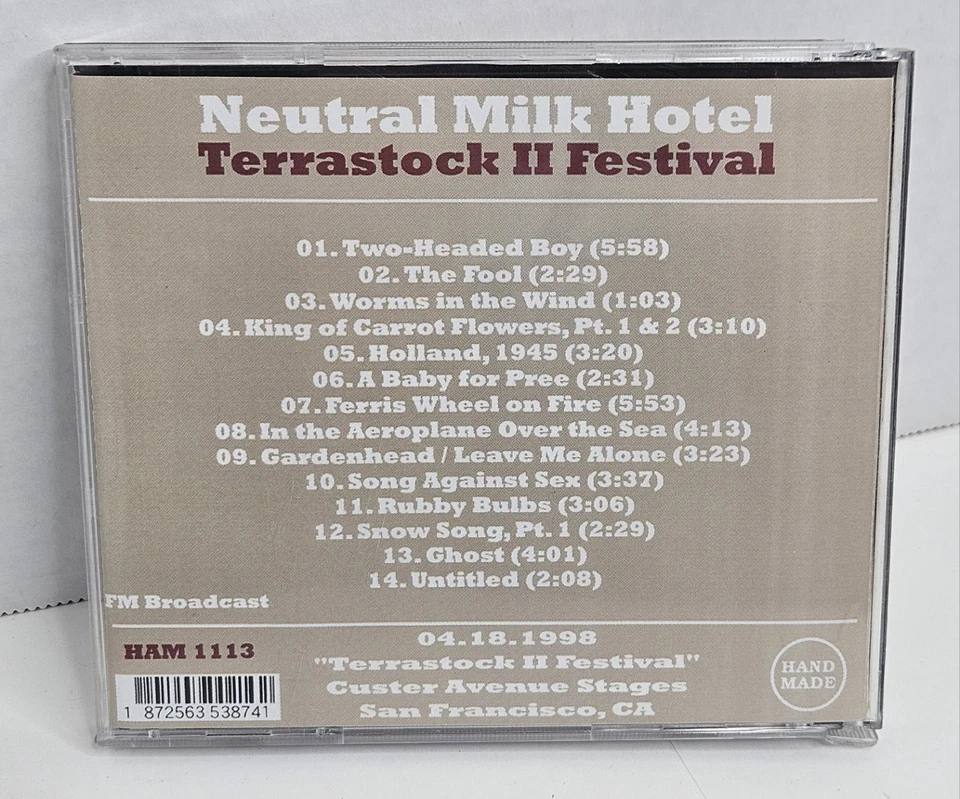 Neutral Milk Hotel
Terrastock II Festival
01. Two-Headed Boy (5:58)
02. The Fool (2:29)
03. Worms in the Wind (1:03)
04. King of Carrot Flowers, Pt. 1 & 2 (3:10)
05. Holland, 1945 (3:20)
06. A Baby for Pree (2:31)
07. Ferris Wheel on Fire (5:53)
08. In the Aeroplane Over the Sea (4:13)
09. Gardenhead / Leave Me Alone (3:23)
10. Song Against Sex (3:37)
11. Rubby Bulbs (3:06)
12. Snow Song, Pt. 1 (2:29)
13. Ghost (4:01)
14. Untitled (2:08)
FM Broadcast
HAM 1113
1 872563 538741
04.18.1998
"Terrastock II Festival"
Custer Avenue Stages
San Francisco, CA
HAND
MADE